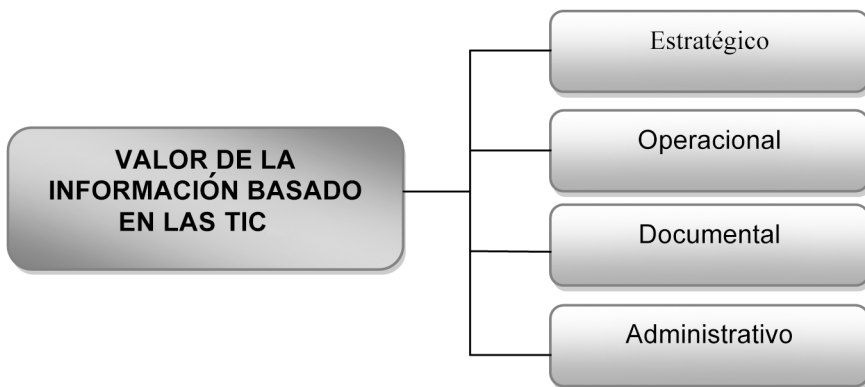 VALOR DE LA
INFORMACIÓN BASADO
EN LAS TIC
Estratégico
Operacional
Documental
Administrativo